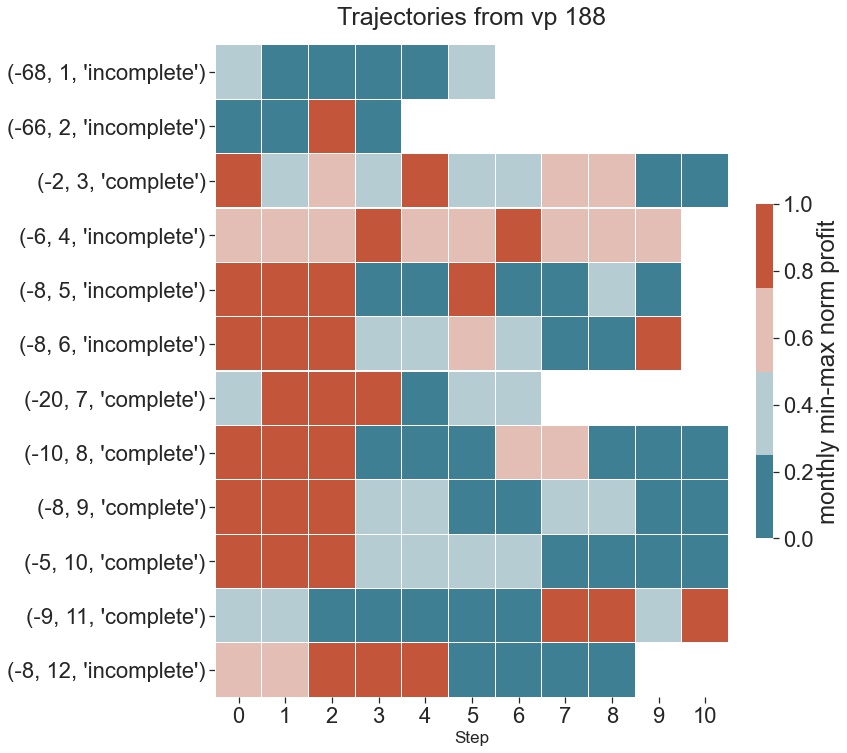 Trajectories from vp 188
(-68, 1, 'incomplete')
(-66, 2, 'incomplete')
(-2, 3, 'complete')
(-6, 4, 'incomplete')
(-8, 5, 'incomplete')
(-8, 6, 'incomplete')
(-20, 7, 'complete')
(-10, 8, 'complete')
(-8, 9, 'complete')
(-5, 10, 'complete')
(-9, 11, 'complete')
(-8, 12, 'incomplete')
0 1 2 3 4 5 6 7 8 9 10
Step
1.0
0.8
0.6
0.4
0.2
0.0
monthly min-max norm profit